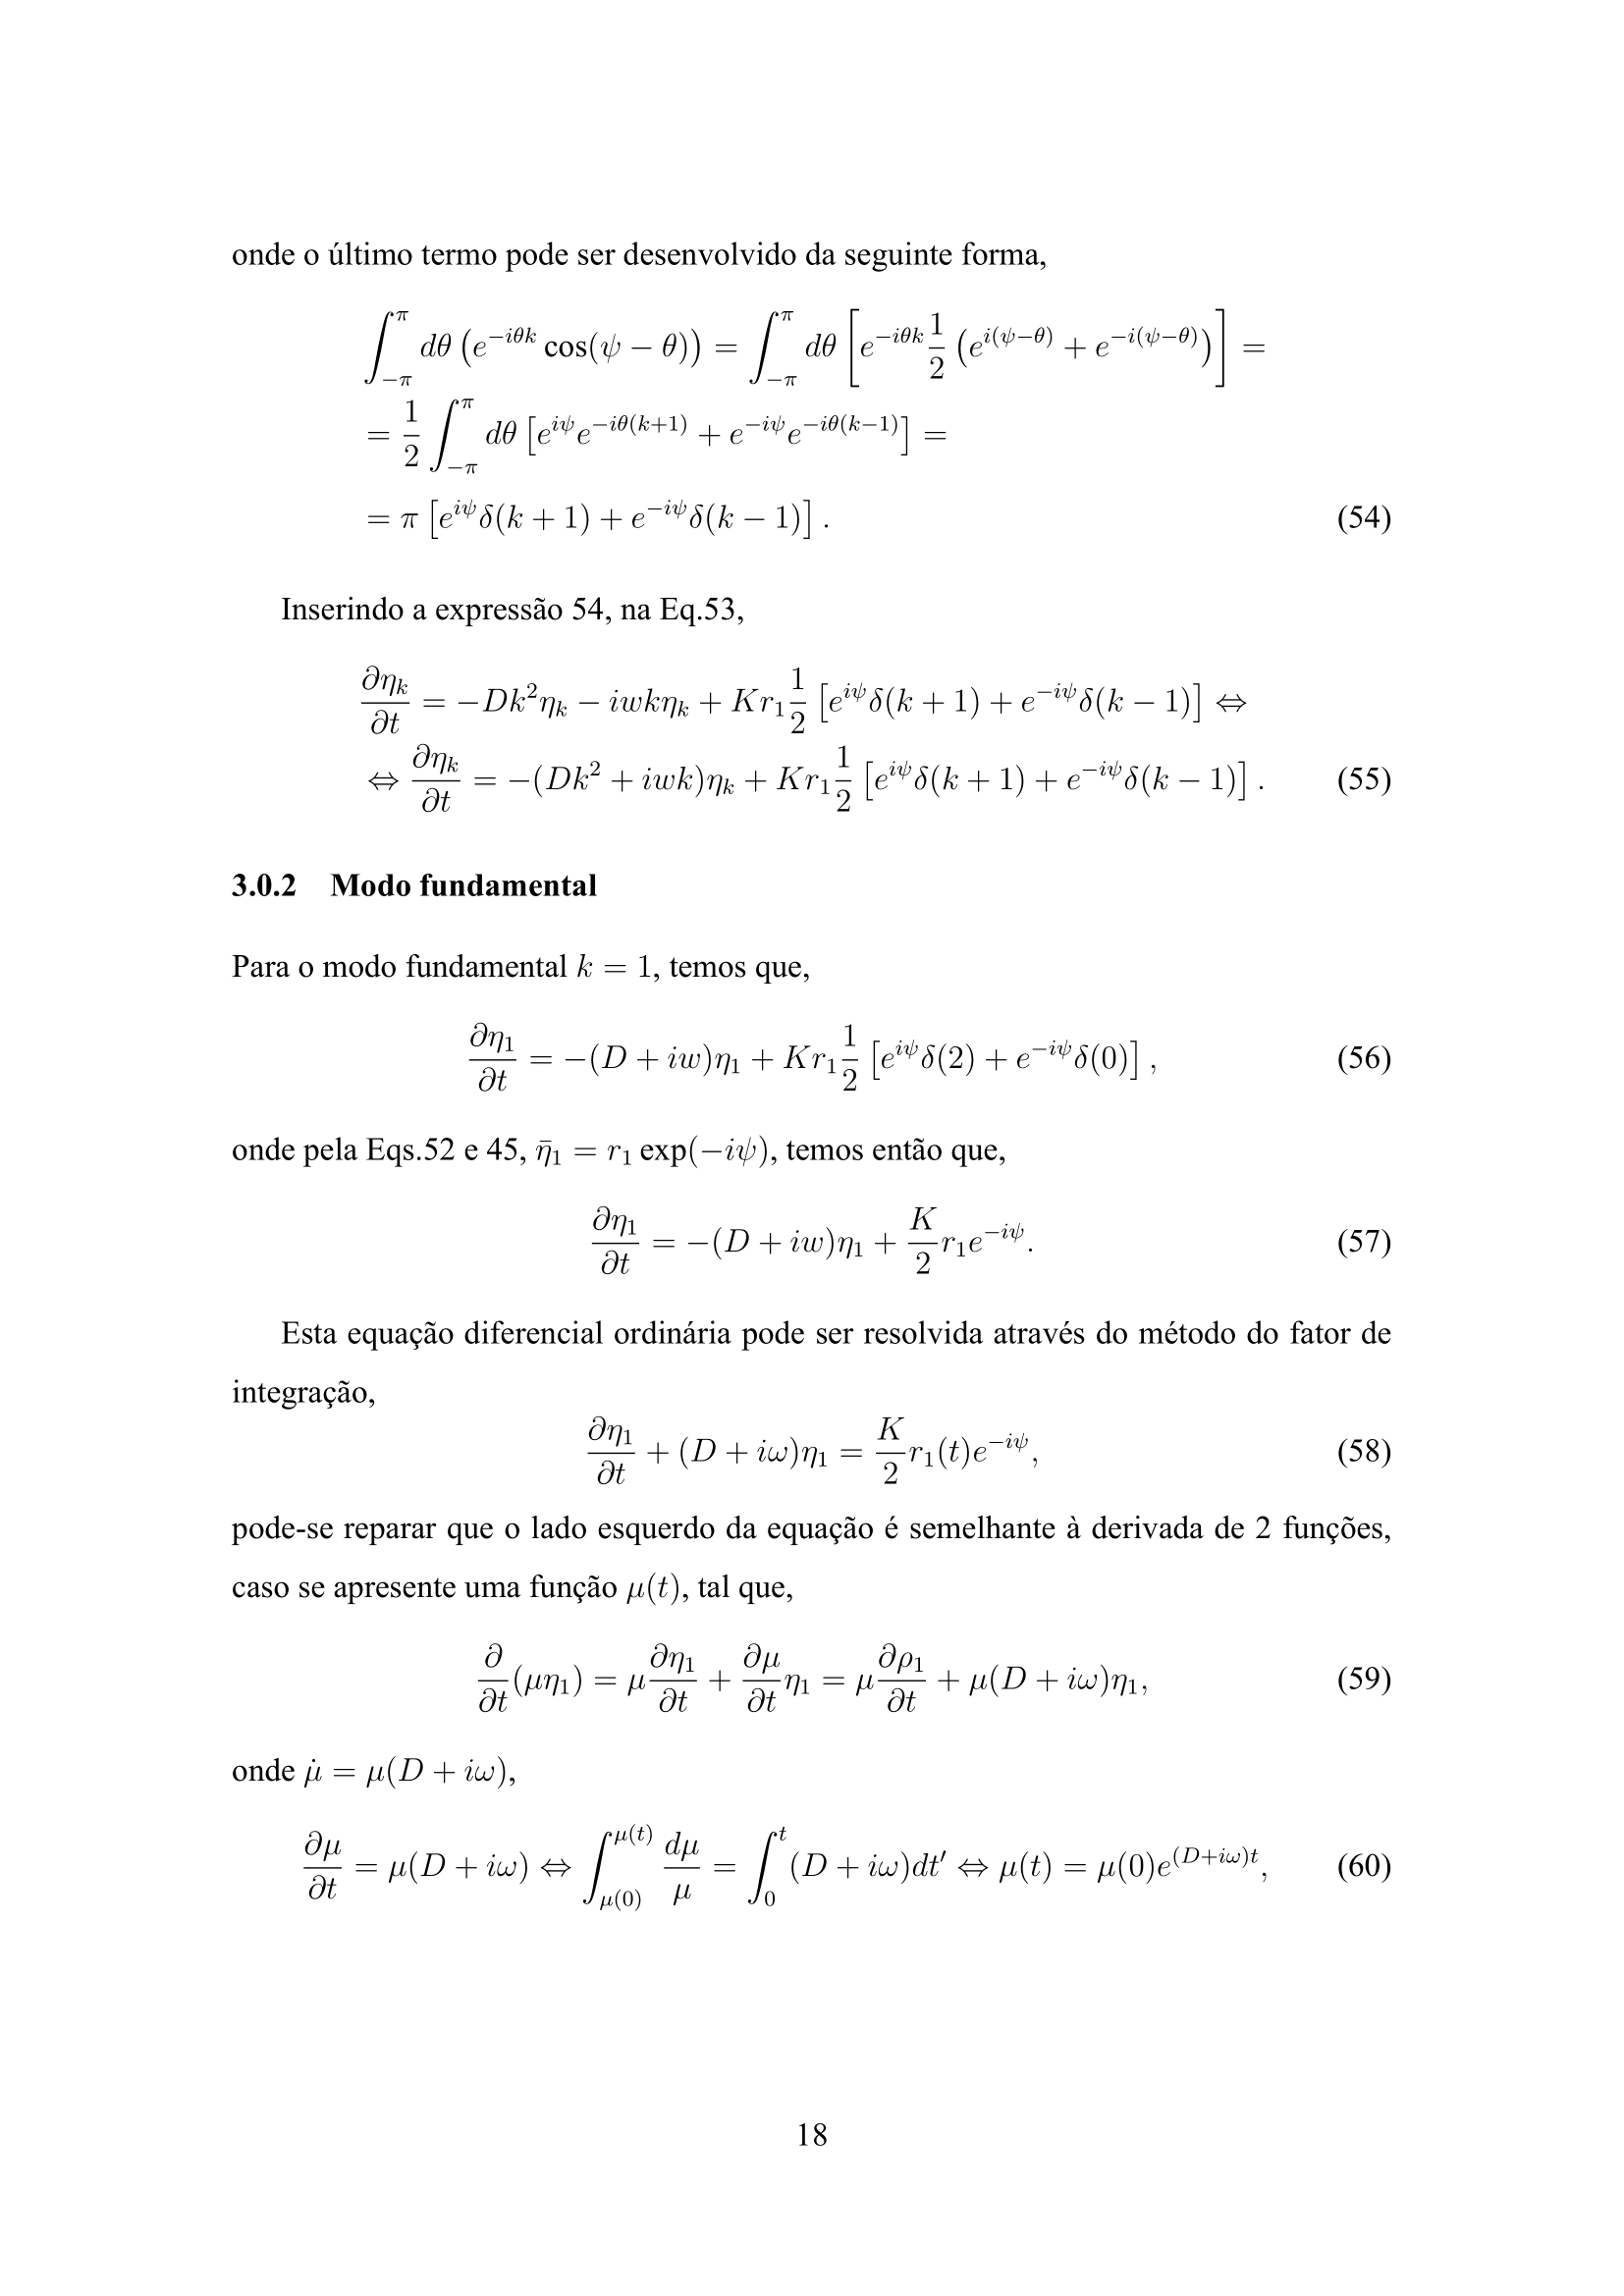 onde o último termo pode ser desenvolvido da seguinte forma,
$\int_{-\pi}^{\pi} d\theta \left(e^{-i\theta k} \cos(\psi - \theta)\right) = \int_{-\pi}^{\pi} d\theta \left[e^{-i\theta k} \frac{1}{2} \left(e^{i(\psi-\theta)} + e^{-i(\psi-\theta)}\right)\right] =$
$= \frac{1}{2} \int_{-\pi}^{\pi} d\theta \left[e^{i\psi} e^{-i\theta(k+1)} + e^{-i\psi} e^{-i\theta(k-1)}\right] =$
$= \pi \left[e^{i\psi} \delta(k+1) + e^{-i\psi} \delta(k-1)\right].$ (54)
Inserindo a expressão 54, na Eq.53,
$\frac{\partial \eta_k}{\partial t} = -Dk^2 \eta_k - iwk\eta_k + Kr_1 \frac{1}{2} \left[e^{i\psi} \delta(k+1) + e^{-i\psi} \delta(k-1)\right] \Leftrightarrow$
$\Leftrightarrow \frac{\partial \eta_k}{\partial t} = -(Dk^2 + iwk)\eta_k + Kr_1 \frac{1}{2} \left[e^{i\psi} \delta(k+1) + e^{-i\psi} \delta(k-1)\right].$ (55)
3.0.2 Modo fundamental
Para o modo fundamental $k = 1$, temos que,
$\frac{\partial \eta_1}{\partial t} = -(D + iw)\eta_1 + Kr_1 \frac{1}{2} \left[e^{i\psi} \delta(2) + e^{-i\psi} \delta(0)\right],$ (56)
onde pela Eqs.52 e 45, $\bar{\eta}_1 = r_1 \exp(-i\psi)$, temos então que,
$\frac{\partial \eta_1}{\partial t} = -(D + iw)\eta_1 + \frac{K}{2} r_1 e^{-i\psi}.$ (57)
Esta equação diferencial ordinária pode ser resolvida através do método do fator de
integração,
$\frac{\partial \eta_1}{\partial t} + (D + i\omega)\eta_1 = \frac{K}{2} r_1(t) e^{-i\psi},$ (58)
pode-se reparar que o lado esquerdo da equação é semelhante à derivada de 2 funções,
caso se apresente uma função $\mu(t)$, tal que,
$\frac{\partial}{\partial t}(\mu\eta_1) = \mu \frac{\partial \eta_1}{\partial t} + \frac{\partial \mu}{\partial t} \eta_1 = \mu \frac{\partial \rho_1}{\partial t} + \mu(D + i\omega)\eta_1,$ (59)
onde $\dot{\mu} = \mu(D + i\omega)$,
$\frac{\partial \mu}{\partial t} = \mu(D + i\omega) \Leftrightarrow \int_{\mu(0)}^{\mu(t)} \frac{d\mu}{\mu} = \int_{0}^{t} (D + i\omega) dt' \Leftrightarrow \mu(t) = \mu(0) e^{(D+i\omega)t},$ (60)
18